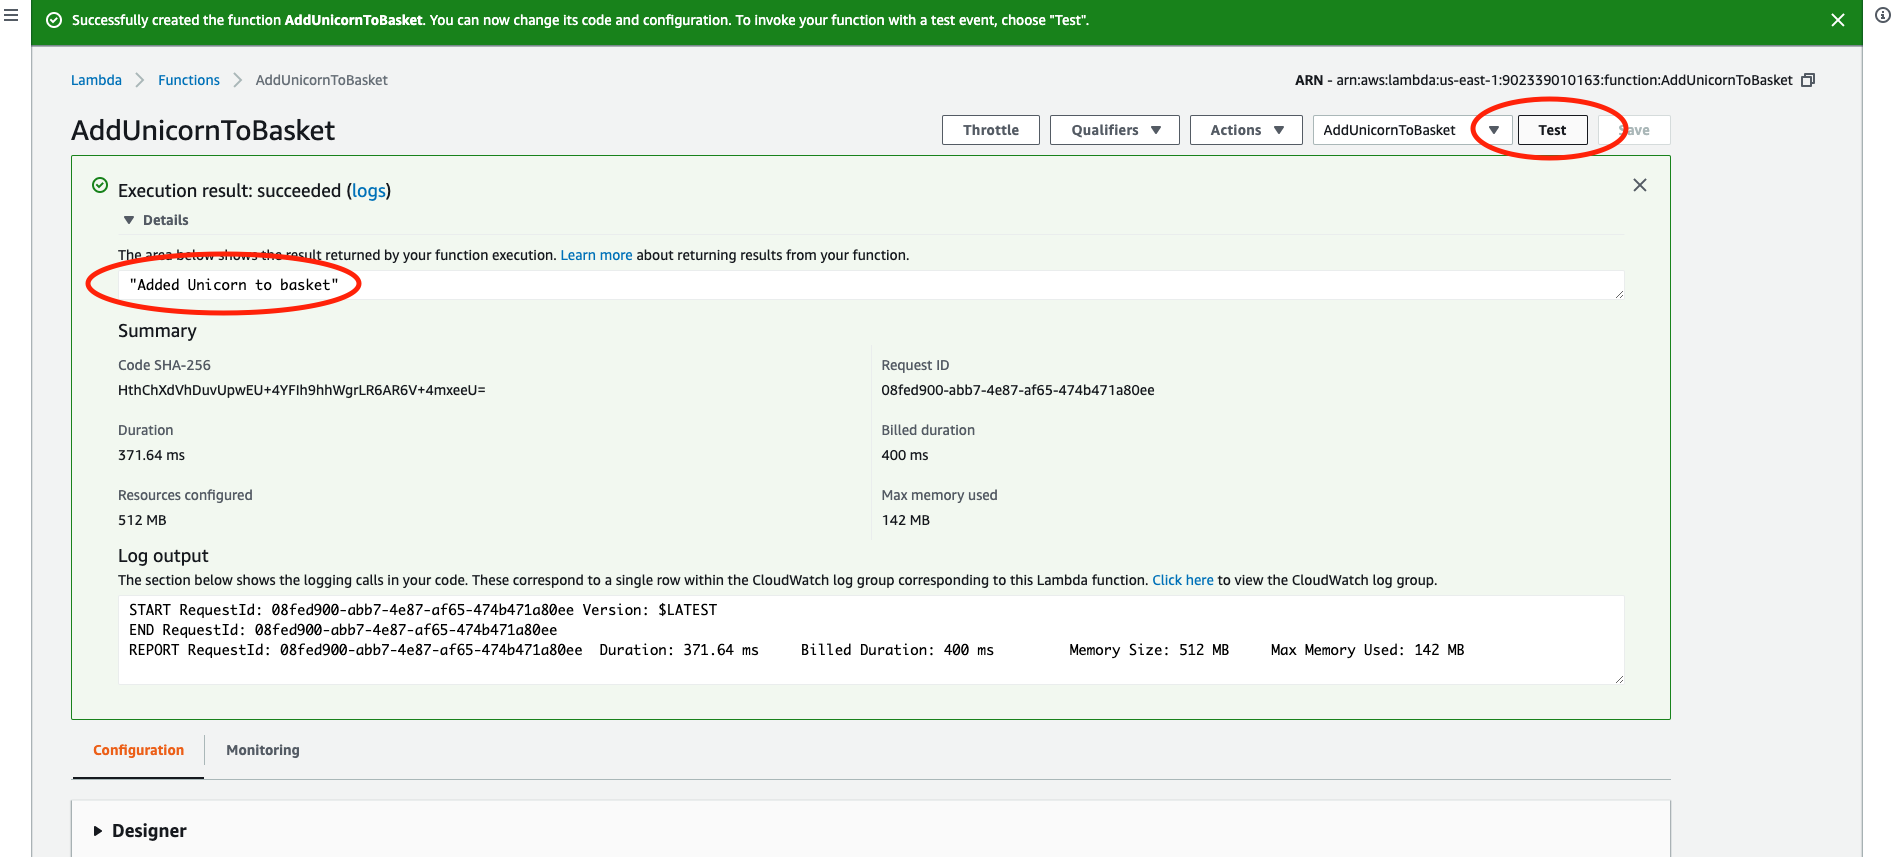 Successfully created the function AddUnicornToBasket. You can now change its code and configuration. To invoke your function with a test event, choose "Test".
Lambda Functions AddUnicornToBasket
ARN - arn:aws:lambda:us-east-1:902339010163:function:AddUnicornToBasket
AddUnicornToBasket
Throttle Qualifiers Actions AddUnicornToBasket Test Save
Execution result: succeeded (logs)
Details
The area below shows the result returned by your function execution. Learn more about returning results from your function.
"Added Unicorn to basket"
Summary
Code SHA-256
HthChXdVhDuvUpwEU+4YFIh9hhWgrLR6AR6V+4mxeeU=
Request ID
08fed900-abb7-4e87-af65-474b471a80ee
Duration
371.64 ms
Billed duration
400 ms
Resources configured
512 MB
Max memory used
142 MB
Log output
The section below shows the logging calls in your code. These correspond to a single row within the CloudWatch log group corresponding to this Lambda function. Click here to view the CloudWatch log group.
START RequestId: 08fed900-abb7-4e87-af65-474b471a80ee Version: $LATEST
END RequestId: 08fed900-abb7-4e87-af65-474b471a80ee
REPORT RequestId: 08fed900-abb7-4e87-af65-474b471a80ee Duration: 371.64 ms Billed Duration: 400 ms Memory Size: 512 MB Max Memory Used: 142 MB
Configuration Monitoring
Designer